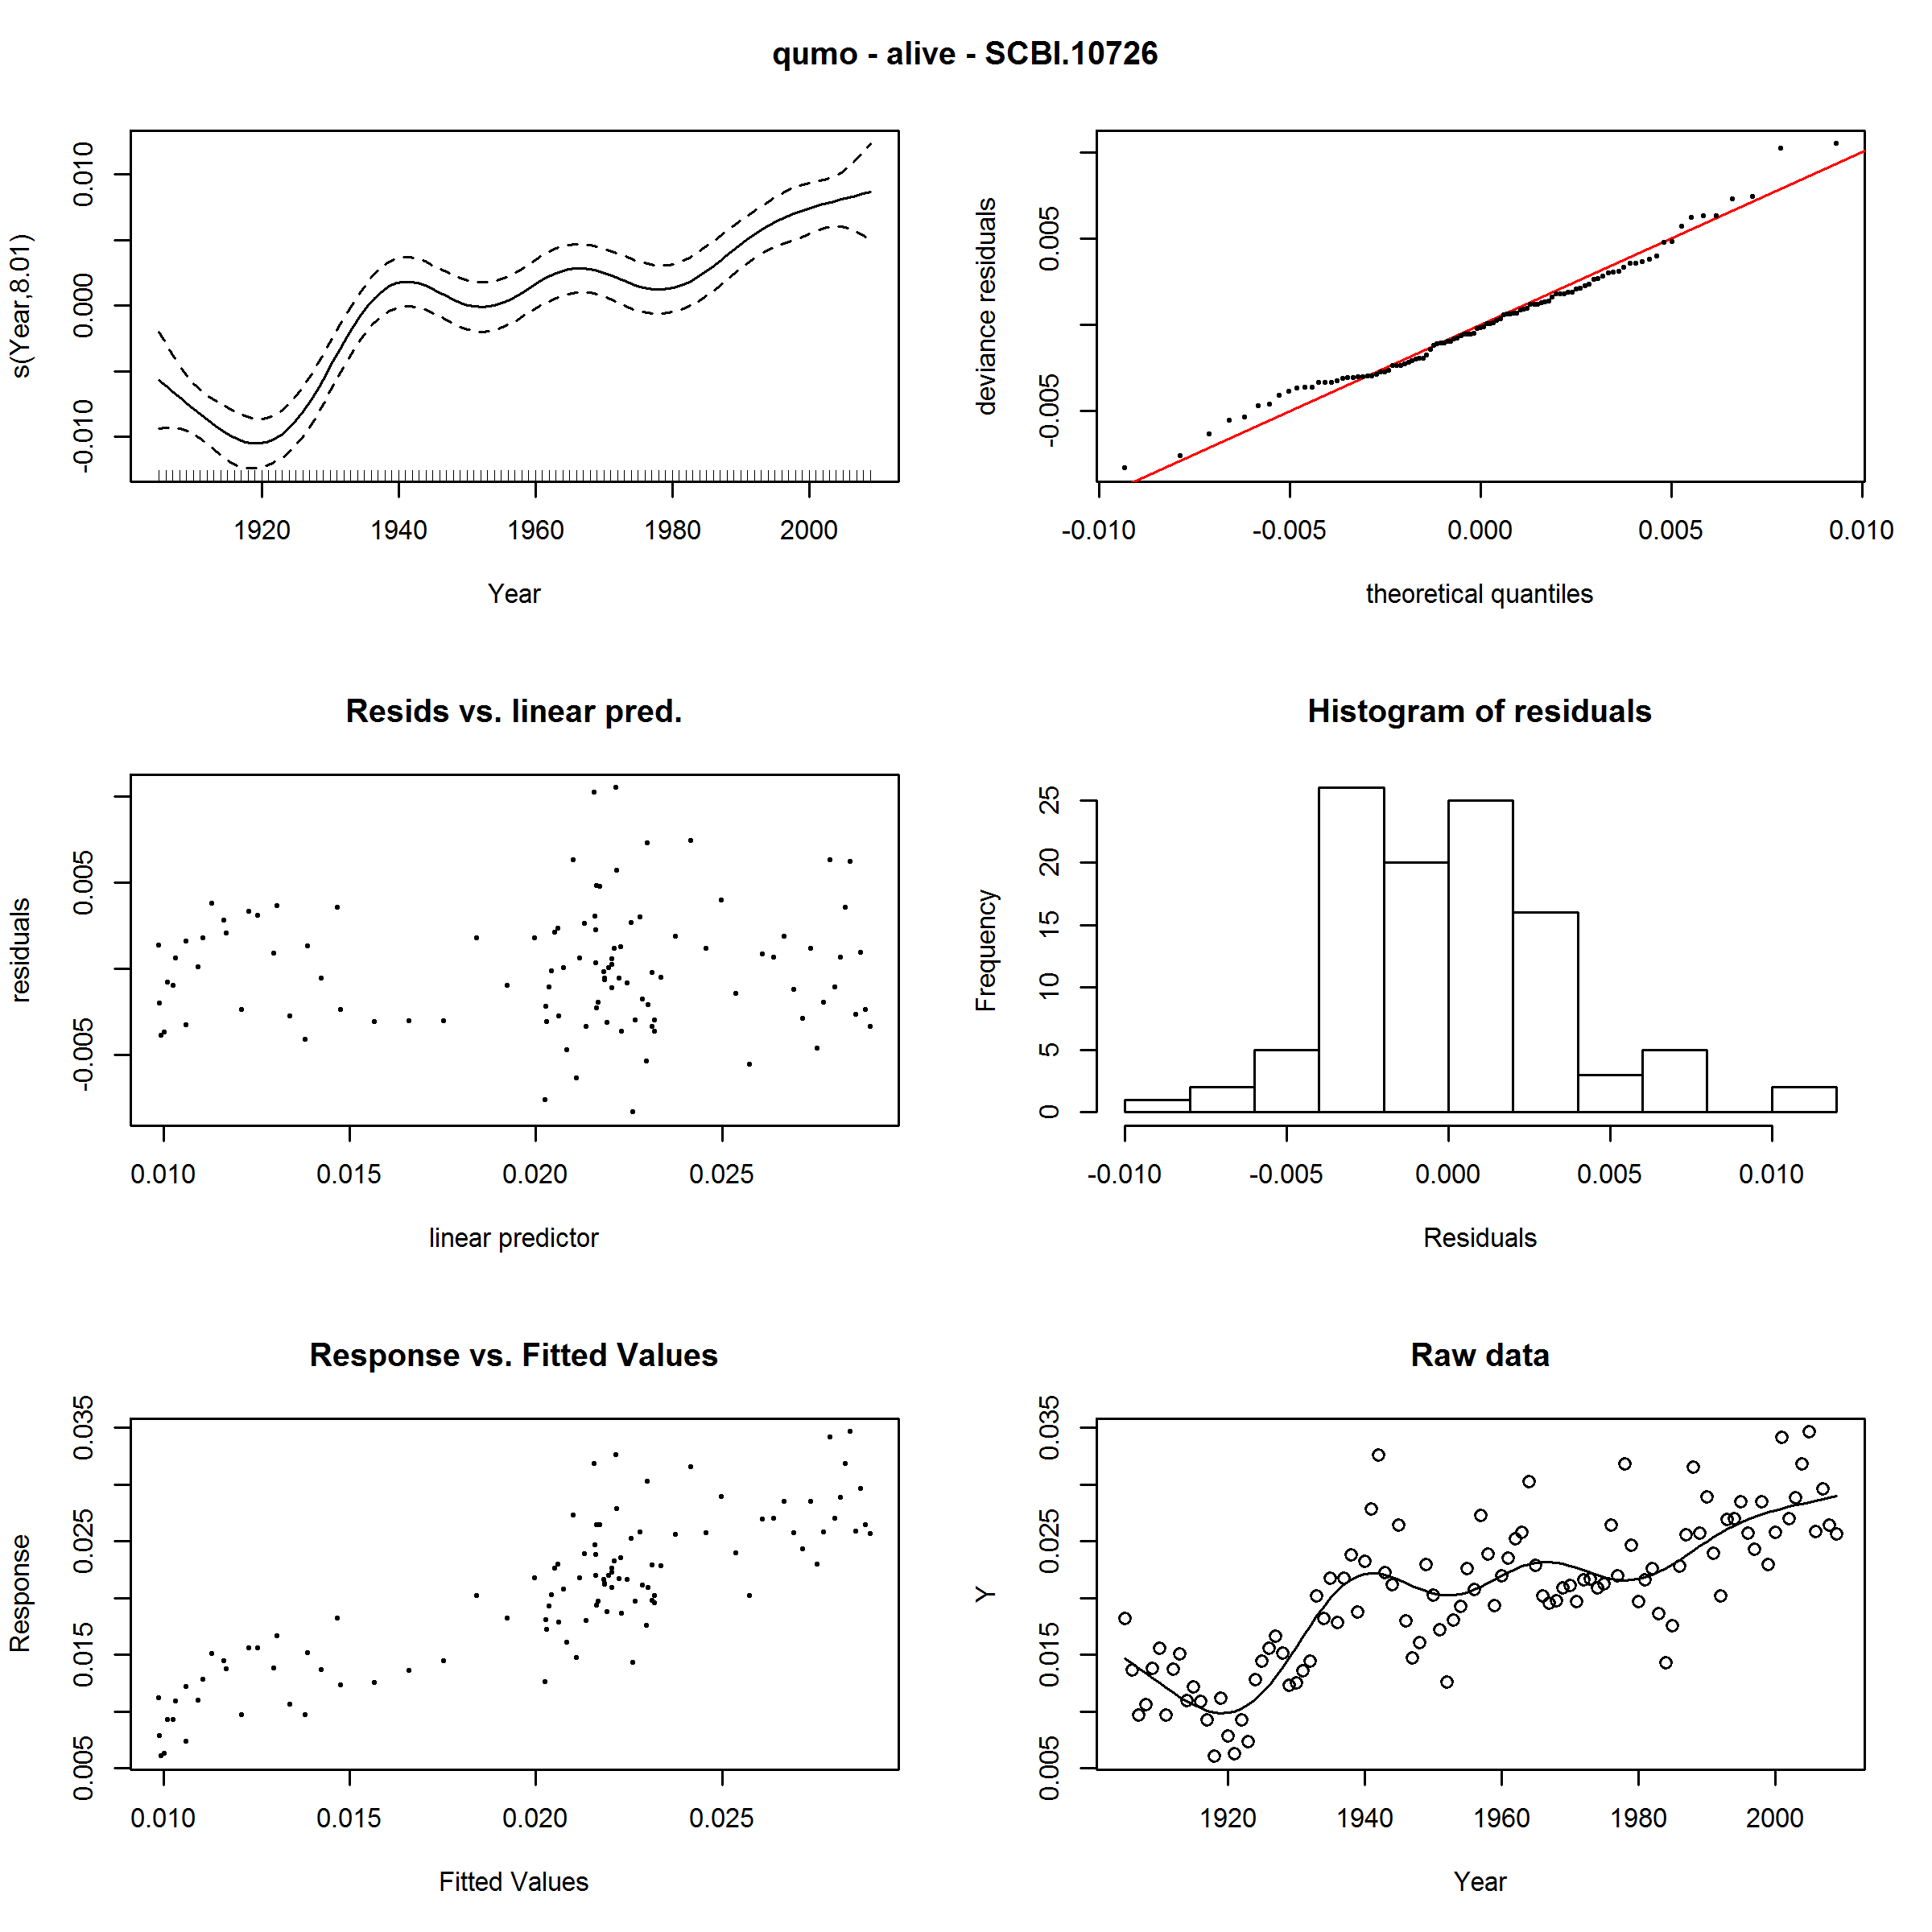 qumo - alive - SCBI.10726
s(Year,8.01)
-0.010 0.000 0.010
1920 1940 1960 1980 2000
Year
deviance residuals
-0.005 0.005
-0.010 -0.005 0.000 0.005 0.010
theoretical quantiles
Resids vs. linear pred.
residuals
-0.005 0.005
0.010 0.015 0.020 0.025
linear predictor
Histogram of residuals
Frequency
0 5 10 15 20 25
-0.010 -0.005 0.000 0.005 0.010
Residuals
Response vs. Fitted Values
Response
0.005 0.015 0.025 0.035
0.010 0.015 0.020 0.025
Fitted Values
Raw data
Y
0.005 0.015 0.025 0.035
1920 1940 1960 1980 2000
Year